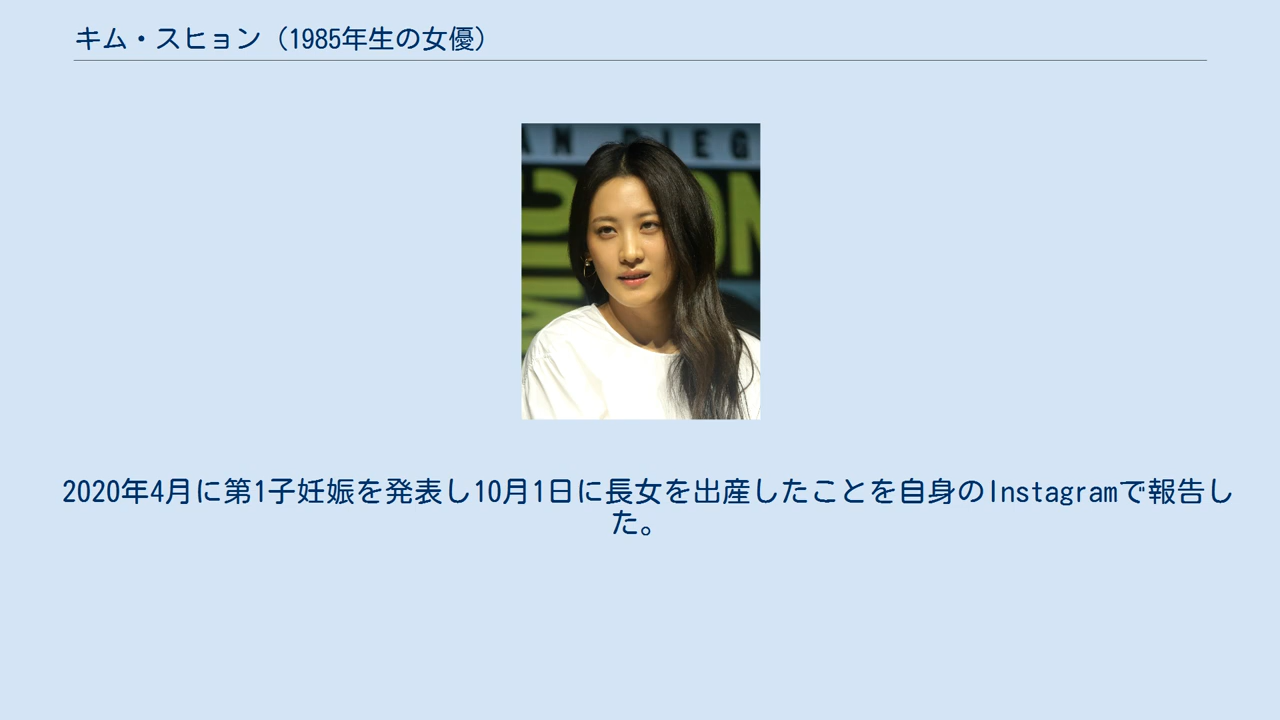 キム・スヒョン（1985年生の女優）
AN DIEG
2020年4月に第1子妊娠を発表し10月1日に長女を出産したことを自身のInstagramで報告し
た。